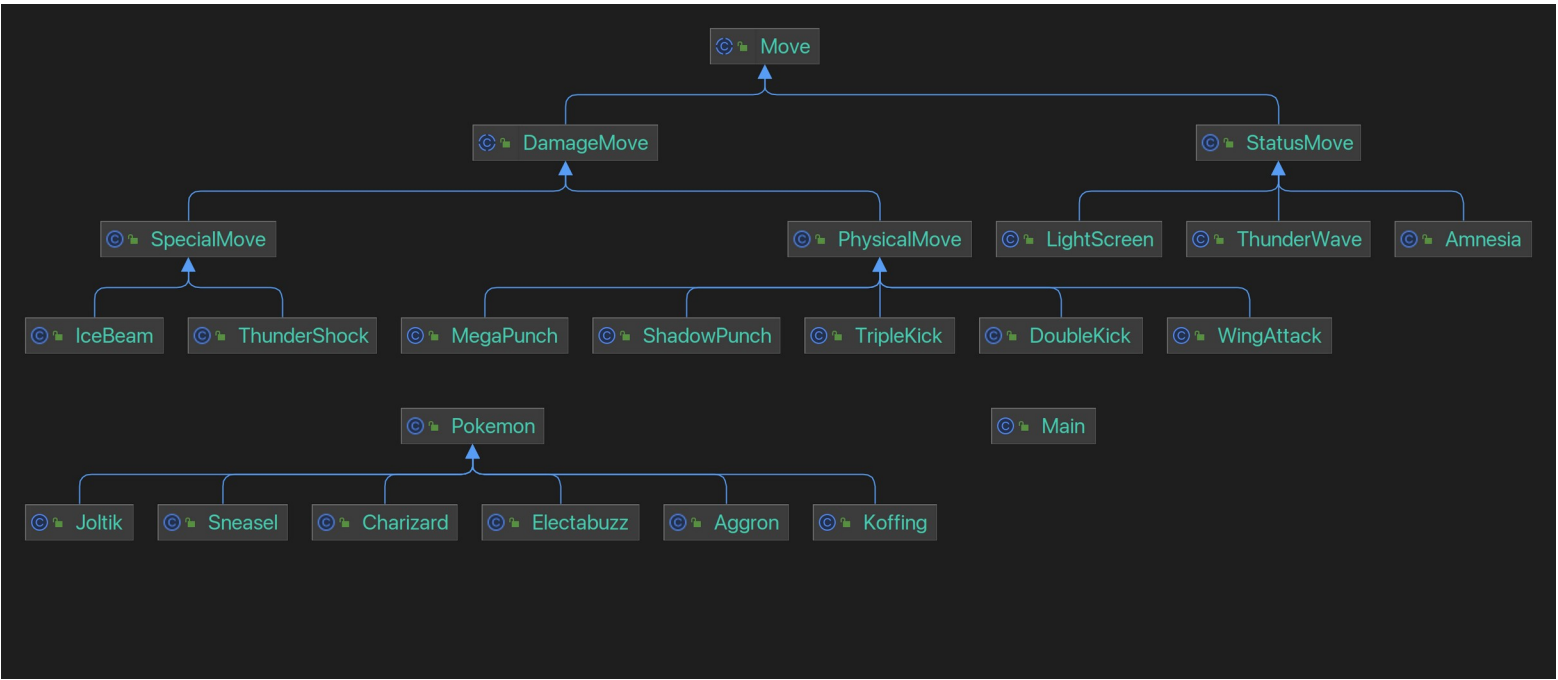 Move
DamageMove StatusMove
SpecialMove PhysicalMove LightScreen ThunderWave Amnesia
IceBeam ThunderShock MegaPunch ShadowPunch TripleKick DoubleKick WingAttack
Pokemon Main
Joltik Sneasel Charizard Electabuzz Aggron Koffing